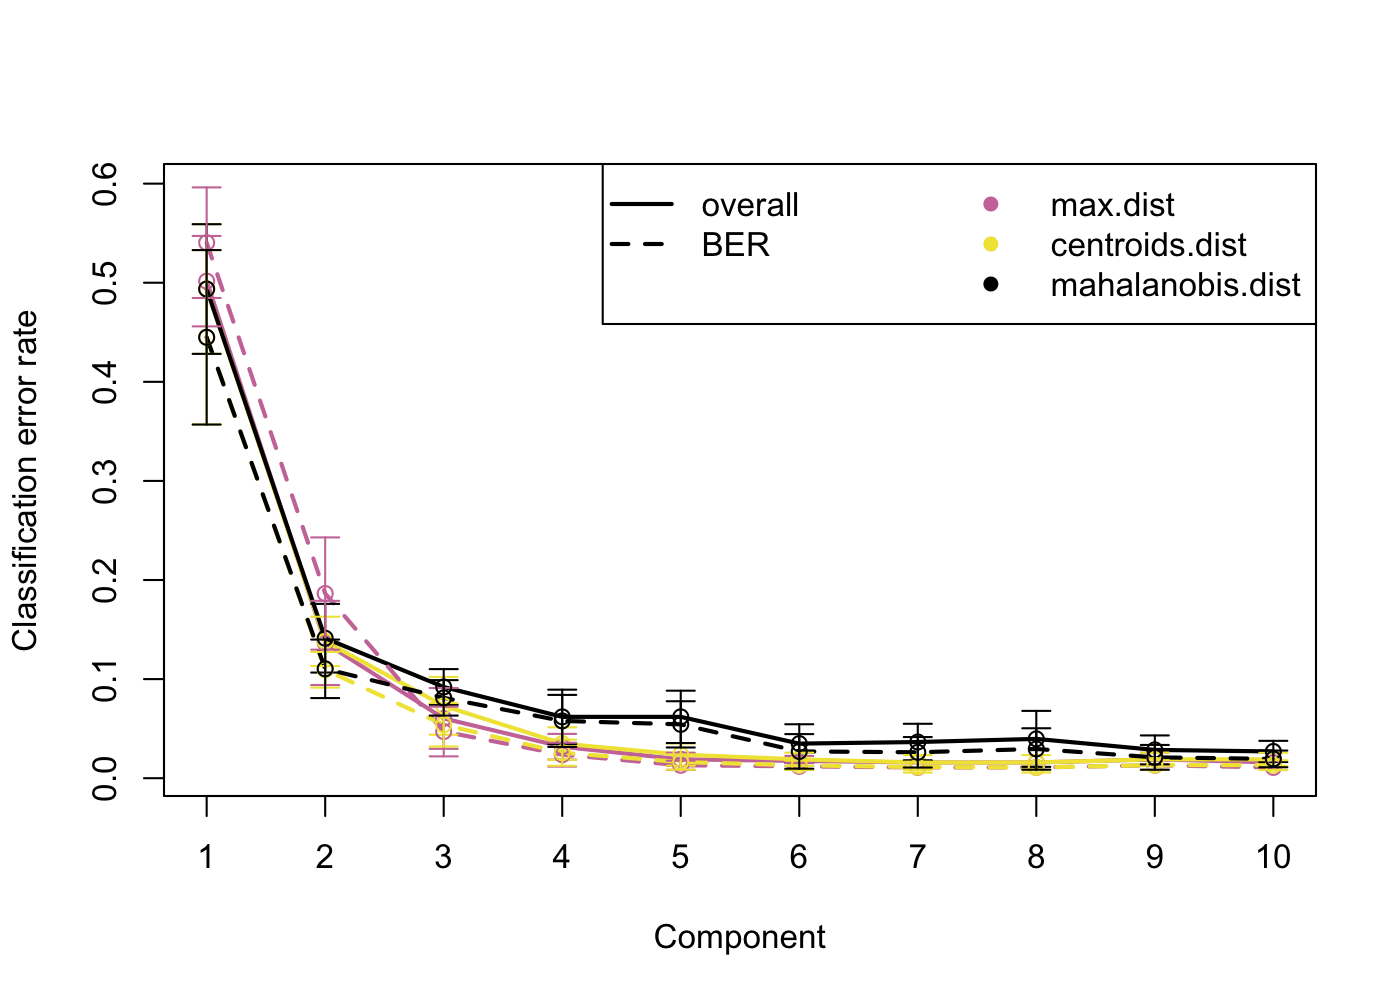 overall
BER
max.dist
centroids.dist
mahalanobis.dist
Classification error rate
0.6
0.5
0.4
0.3
0.2
0.1
0.0
1 2 3 4 5 6 7 8 9 10
Component